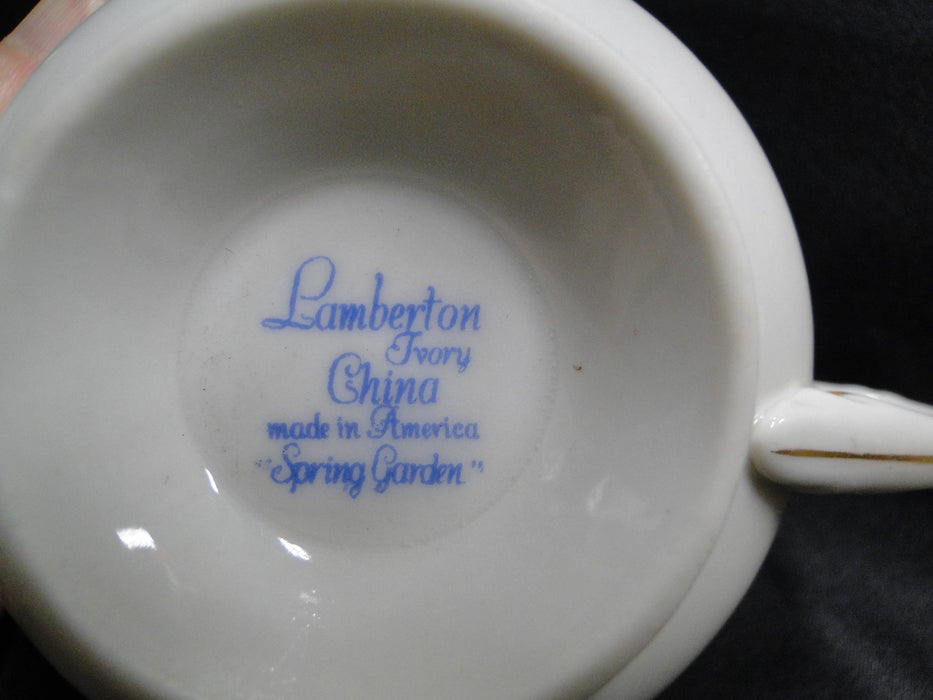 Lamberton
Ivory
China
made in America
"Spring Garden"